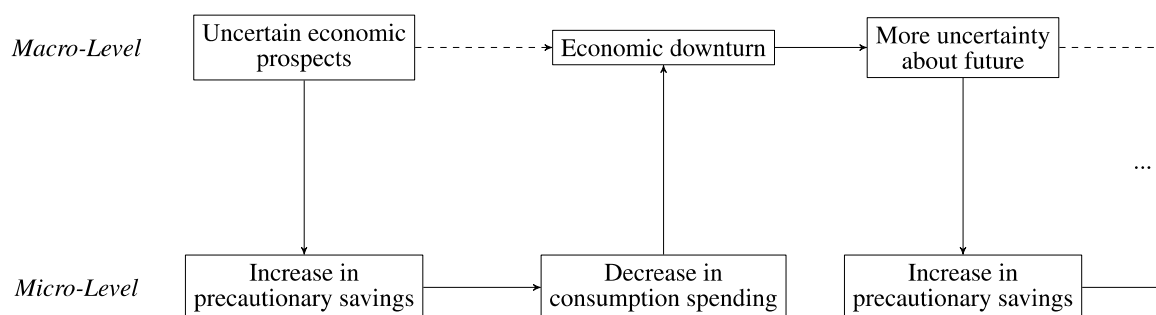 Macro-Level
Uncertain economic
prospects
Economic downturn
More uncertainty
about future
...
Micro-Level
Increase in
precautionary savings
Decrease in
consumption spending
Increase in
precautionary savings